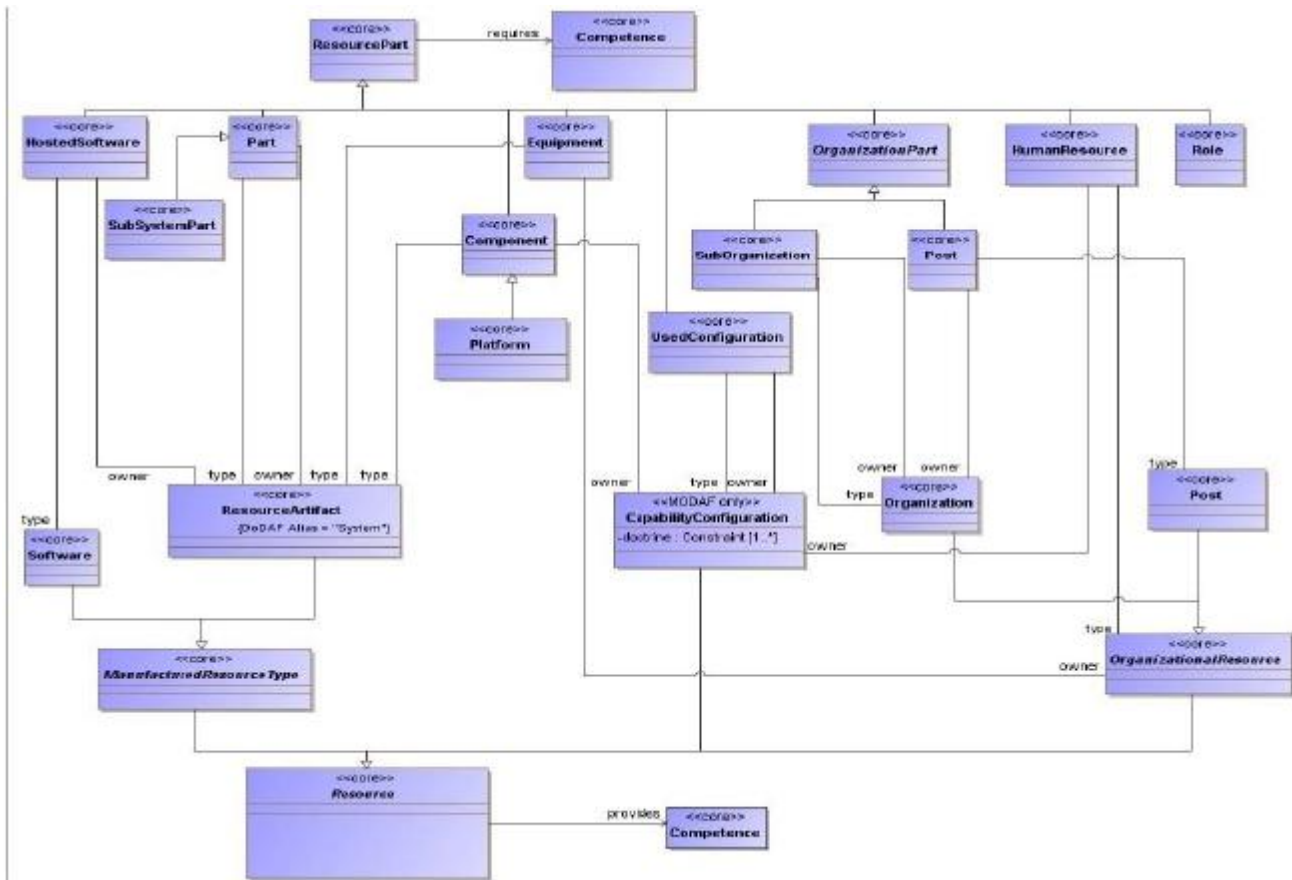 <<core>>
ResourcePart
requires
<<core>>
Competence
<<core>>
HostedSoftware
<<core>>
Part
<<core>>
Equipment
<<core>>
OrganizationPart
<<core>>
HumanResource
<<core>>
Role
<<core>>
SubSystemPart
<<core>>
Component
<<core>>
SubOrganization
<<core>>
Post
<<core>>
Platform
<<core>>
UsedConfiguration
owner
type
owner
type
type
owner
type
owner
owner
owner
type
type
<<core>>
ResourceArtifact
{DoDAF Alias = "System"}
<<MODAF only>>
CapabilityConfiguration
-doctrine : Constraint [1..*]
<<core>>
Organization
<<core>>
Post
type
<<core>>
Software
owner
<<core>>
ManufacturedResourceType
type
owner
<<core>>
OrganizationalResource
<<core>>
Resource
provides
<<core>>
Competence